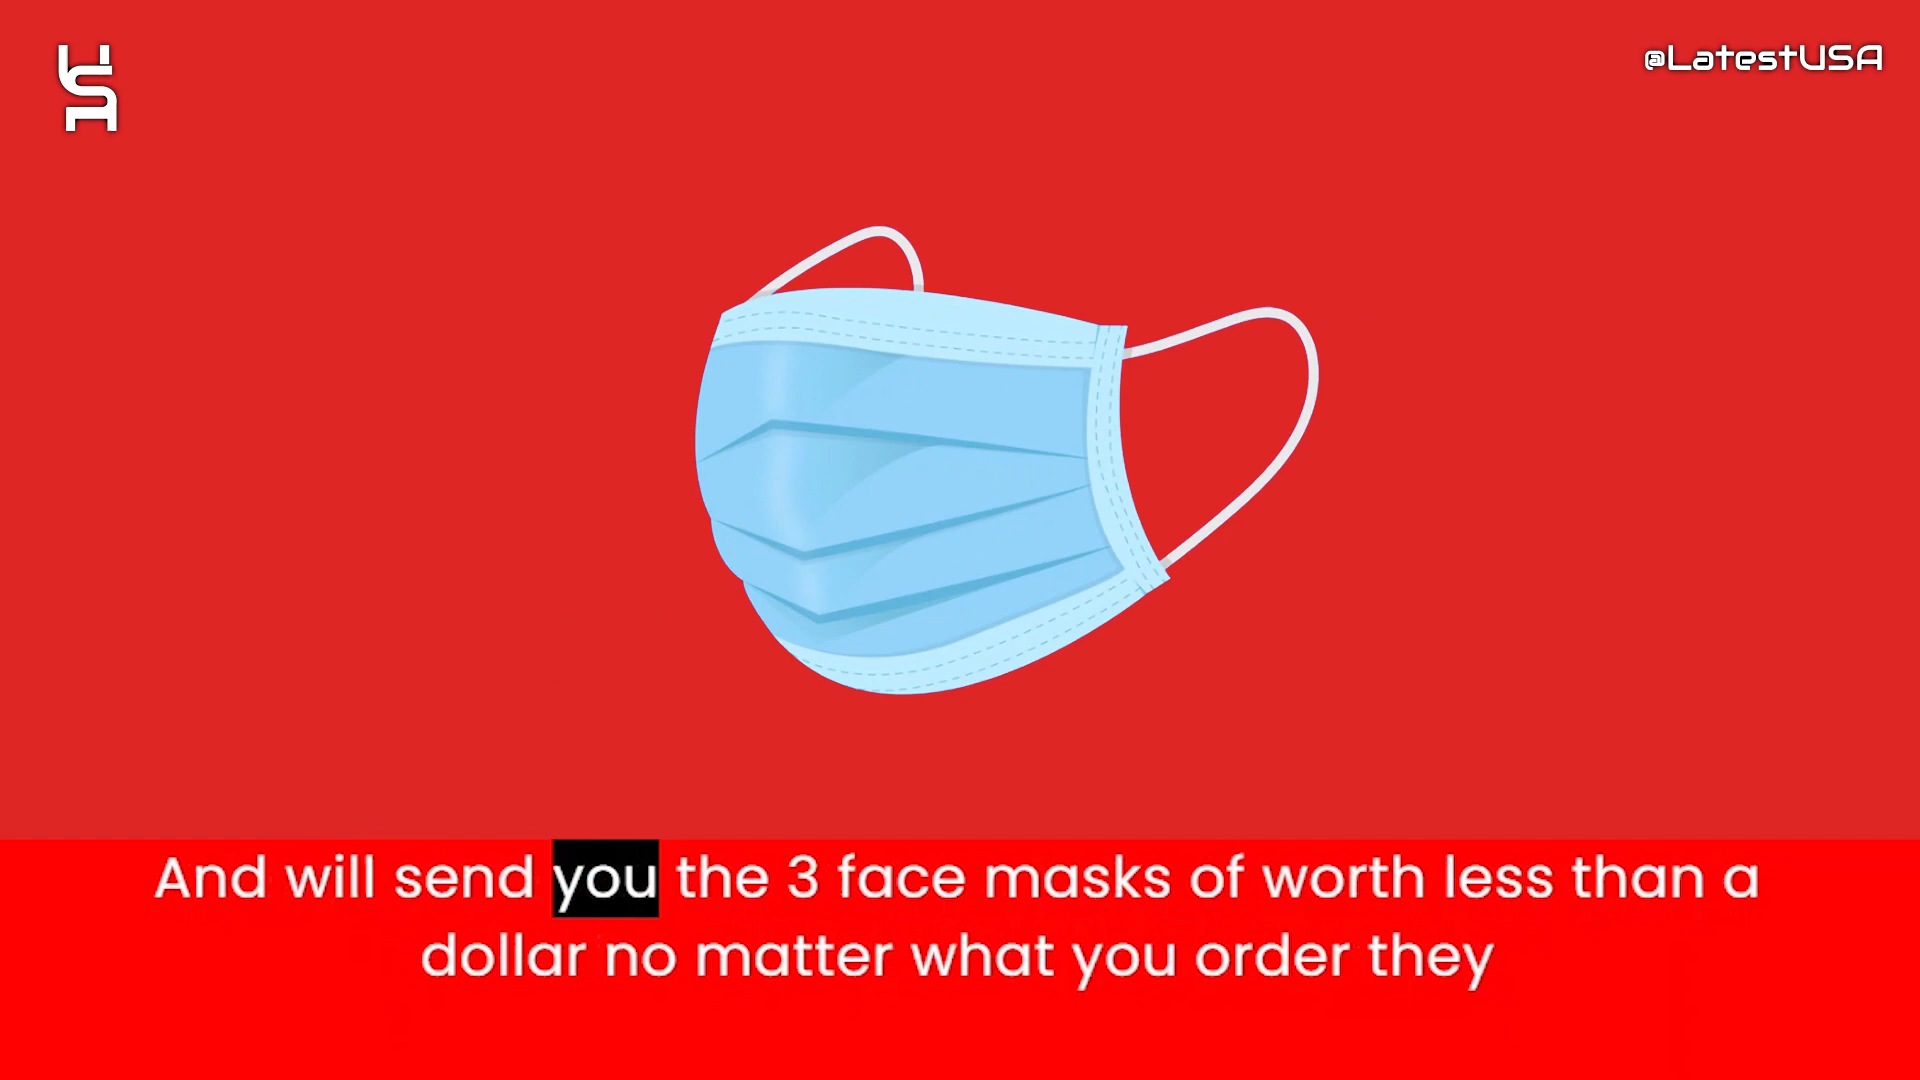 USA
@LatestUSA
And will send you the 3 face masks of worth less than a
dollar no matter what you order they